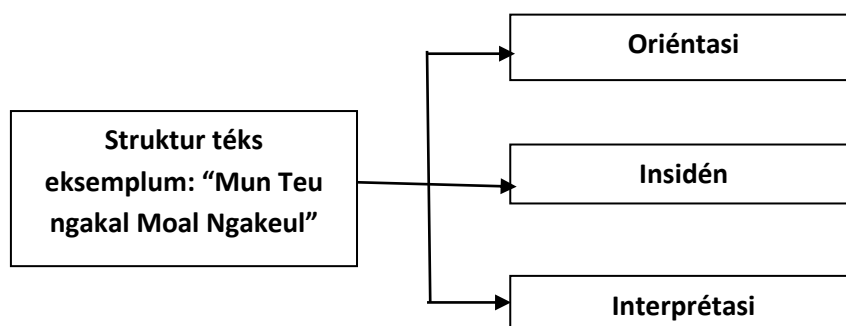 Struktur téks
eksemplum: “Mun Teu
ngakal Moal Ngakeul”
Oriéntasi
Insidén
Interprétasi